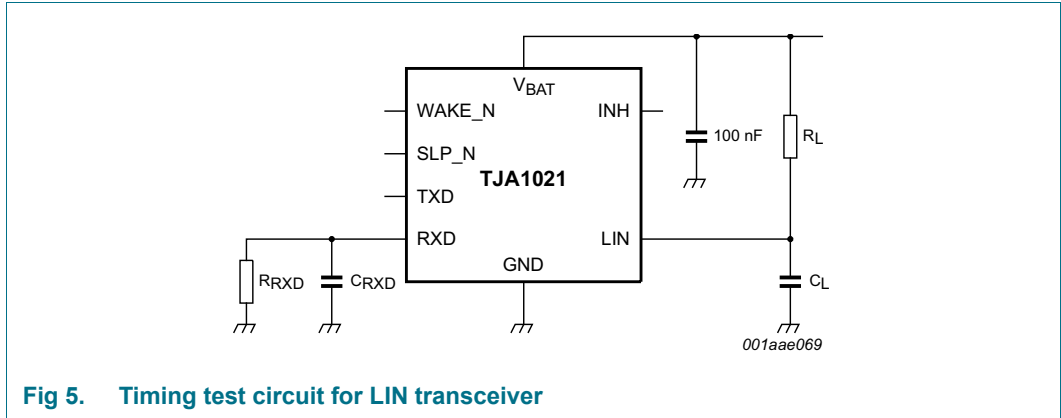 VBAT
WAKE_N
INH
100 nF
RL
SLP_N
TJA1021
TXD
RXD
LIN
GND
RRXD
CRXD
CL
001aae069
Fig 5. Timing test circuit for LIN transceiver